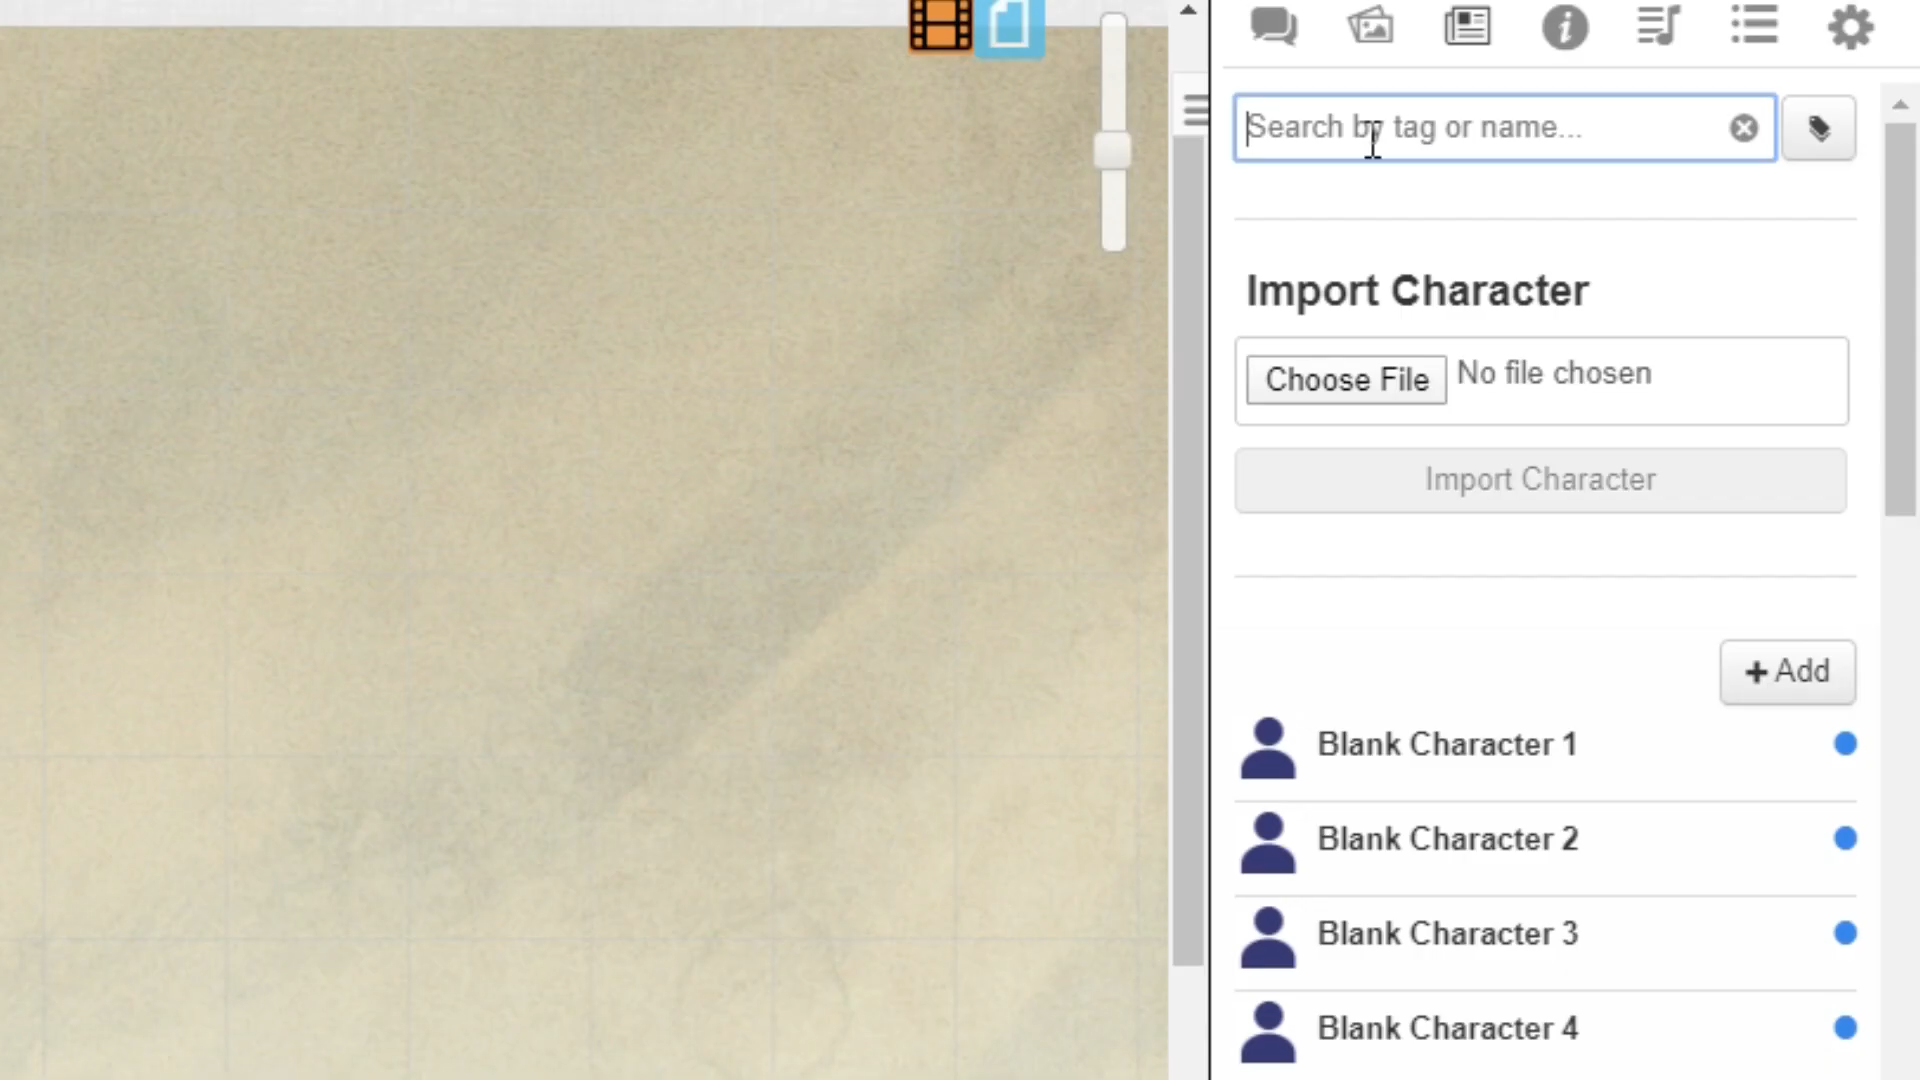 Search by tag or name...
Import Character
Choose File No file chosen
Import Character
Add
Blank Character 1
Blank Character 2
Blank Character 3
Blank Character 4